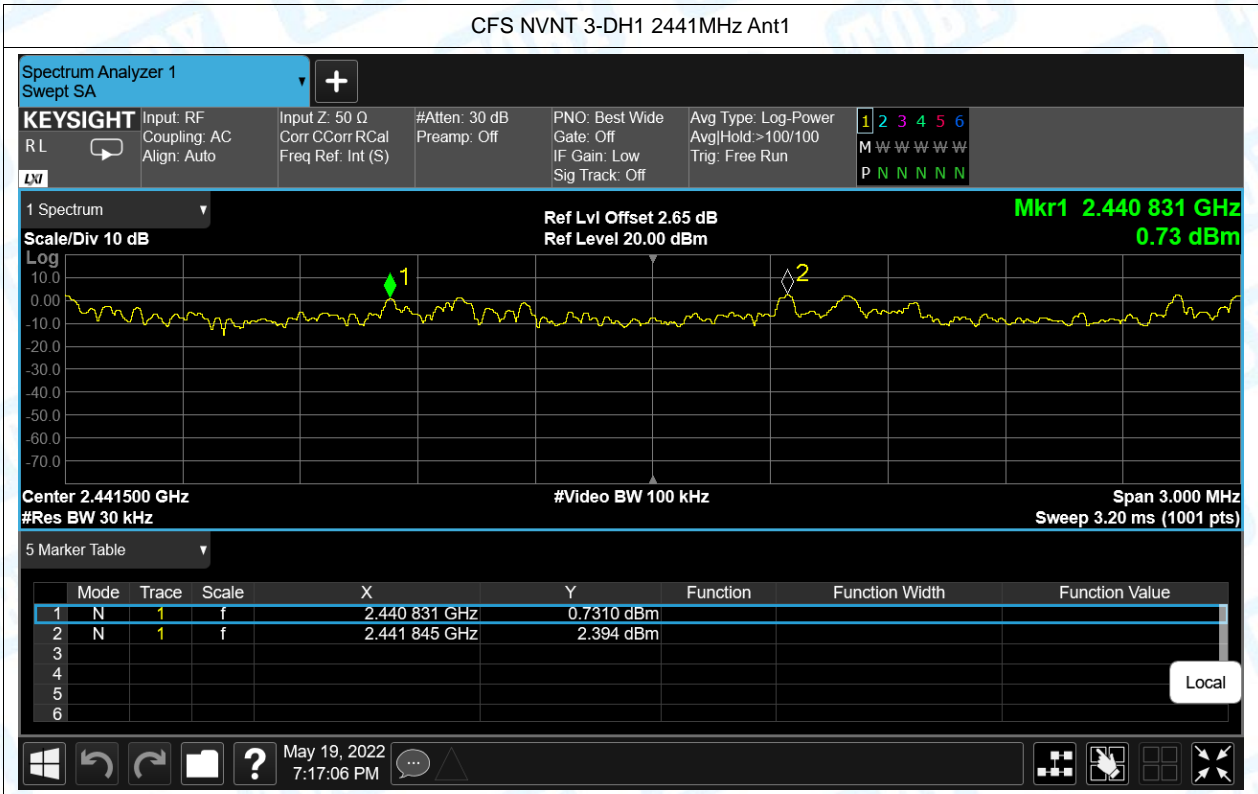 CFS NVNT 3-DH1 2441MHz Ant1
Spectrum Analyzer 1
Swept SA
KEYSIGHT
R L
LXI
Input: RF
Coupling: AC
Align: Auto
Input Z: 50 Ω
Corr CCorr RCal
Freq Ref: Int (S)
#Atten: 30 dB
Preamp: Off
PNO: Best Wide
Gate: Off
IF Gain: Low
Sig Track: Off
Avg Type: Log-Power
Avg|Hold:>100/100
Trig: Free Run
1 2 3 4 5 6
M W W W W W
P N N N N N
1 Spectrum
Scale/Div 10 dB
Ref Lvl Offset 2.65 dB
Ref Level 20.00 dBm
Mkr1 2.440 831 GHz
0.73 dBm
Log
10.0
0.00
-10.0
-20.0
-30.0
-40.0
-50.0
-60.0
-70.0
1
2
Center 2.441500 GHz
#Video BW 100 kHz
Span 3.000 MHz
#Res BW 30 kHz
Sweep 3.20 ms (1001 pts)
5 Marker Table
Mode Trace Scale X Y Function Function Width Function Value
1 N 1 f 2.440 831 GHz 0.7310 dBm
2 N 1 f 2.441 845 GHz 2.394 dBm
3
4
5
6
Local
?
May 19, 2022
7:17:06 PM